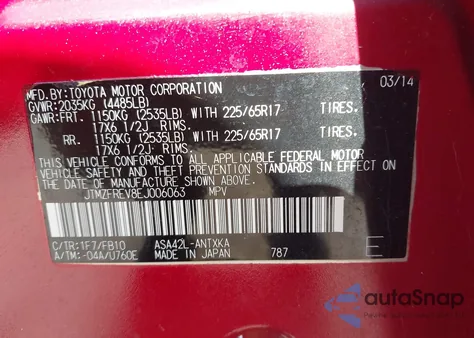 MFD. BY: TOYOTA MOTOR CORPORATION 03/14
GVWR: 2035KG (4485LB)
GAWR: FRT. 1150KG (2535LB) WITH 225/65R17 TIRES.
17X6 1/2J RIMS.
RR. 1150KG (2535LB) WITH 225/65R17 TIRES.
17X6 1/2J RIMS.
THIS VEHICLE CONFORMS TO ALL APPLICABLE FEDERAL MOTOR
VEHICLE SAFETY AND THEFT PREVENTION STANDARDS IN
EFFECT ON THE DATE OF MANUFACTURE SHOWN ABOVE.
JTMZFREV8EJ006063 MPV
C/TR: 1F7/FB10 ASA42L-ANTXKA E
A/TM: -04A/U760E MADE IN JAPAN 787
autoSnap